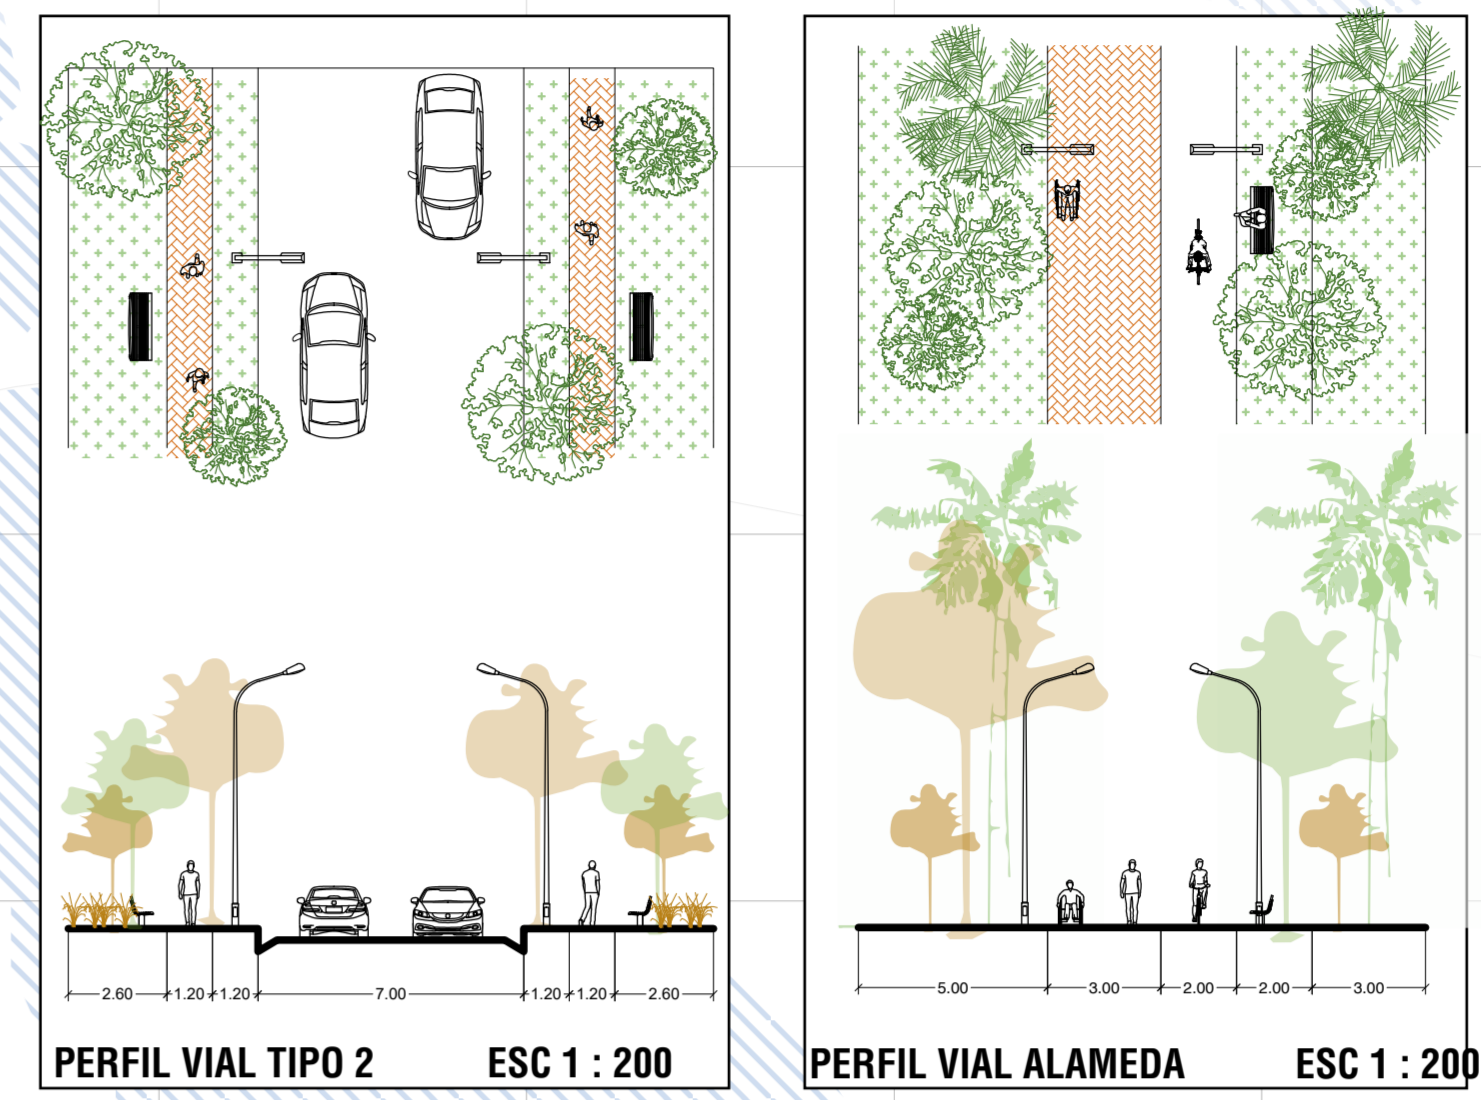 2.60 1.20 1.20 7.00 1.20 1.20 2.60
PERFIL VIAL TIPO 2 ESC 1 : 200
5.00 3.00 2.00 2.00 3.00
PERFIL VIAL ALAMEDA ESC 1 : 200